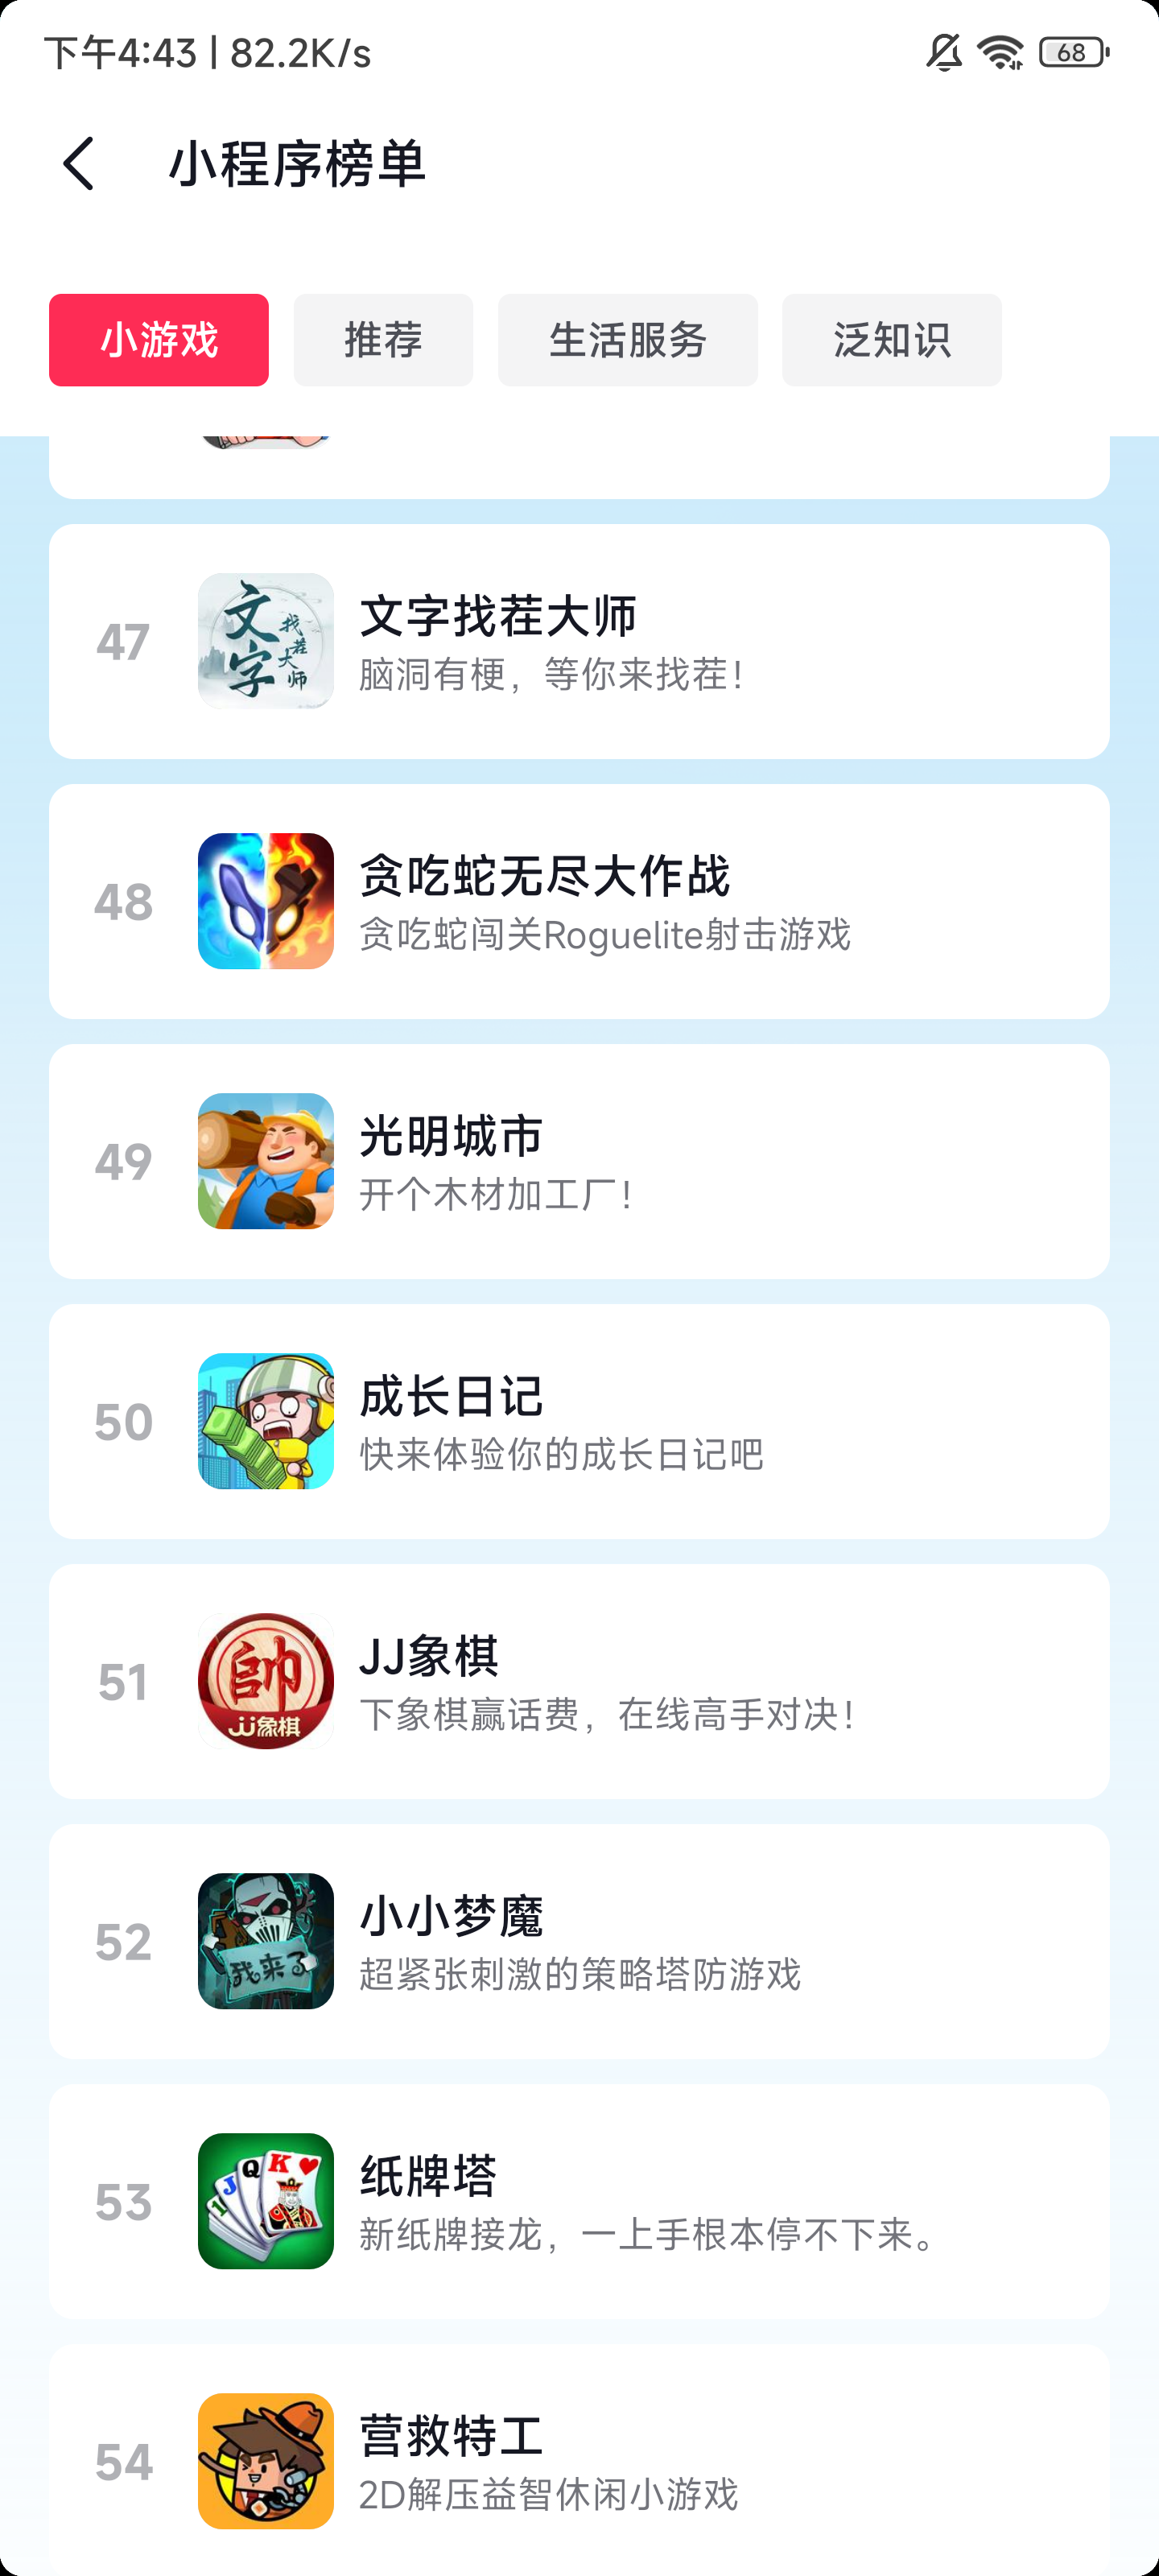 下午4:43 | 82.2K/s
68
小程序榜单
小游戏 推荐 生活服务 泛知识
47
文字
找茬大师
文字找茬大师
脑洞有梗，等你来找茬！
48
贪吃蛇无尽大作战
贪吃蛇闯关Roguelite射击游戏
49
光明城市
开个木材加工厂！
50
成长日记
快来体验你的成长日记吧
51
帥
JJ象棋
JJ象棋
下象棋赢话费，在线高手对决！
52
我来了
小小梦魔
超紧张刺激的策略塔防游戏
53
1 J Q K
纸牌塔
新纸牌接龙，一上手根本停不下来。
54
营救特工
2D解压益智休闲小游戏